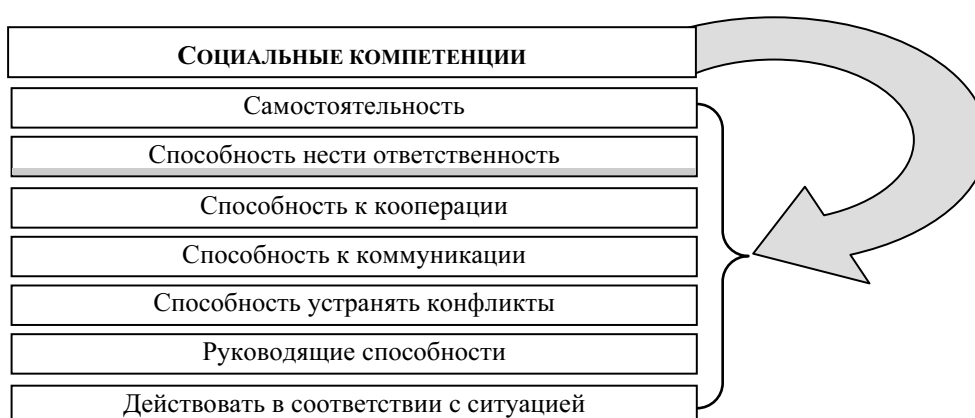 СОЦИАЛЬНЫЕ КОМПЕТЕНЦИИ
Самостоятельность
Способность нести ответственность
Способность к кооперации
Способность к коммуникации
Способность устранять конфликты
Руководящие способности
Действовать в соответствии с ситуацией